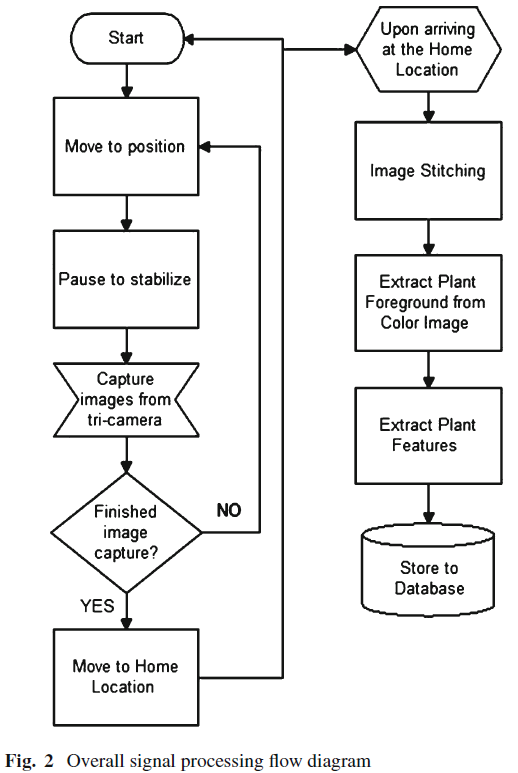 Start
Move to position
Pause to stabilize
Capture
images from
tri-camera
Finished
image
capture?
NO
YES
Move to Home
Location
Upon arriving
at the Home
Location
Image Stitching
Extract Plant
Foreground from
Color Image
Extract Plant
Features
Store to
Database
Fig. 2 Overall signal processing flow diagram